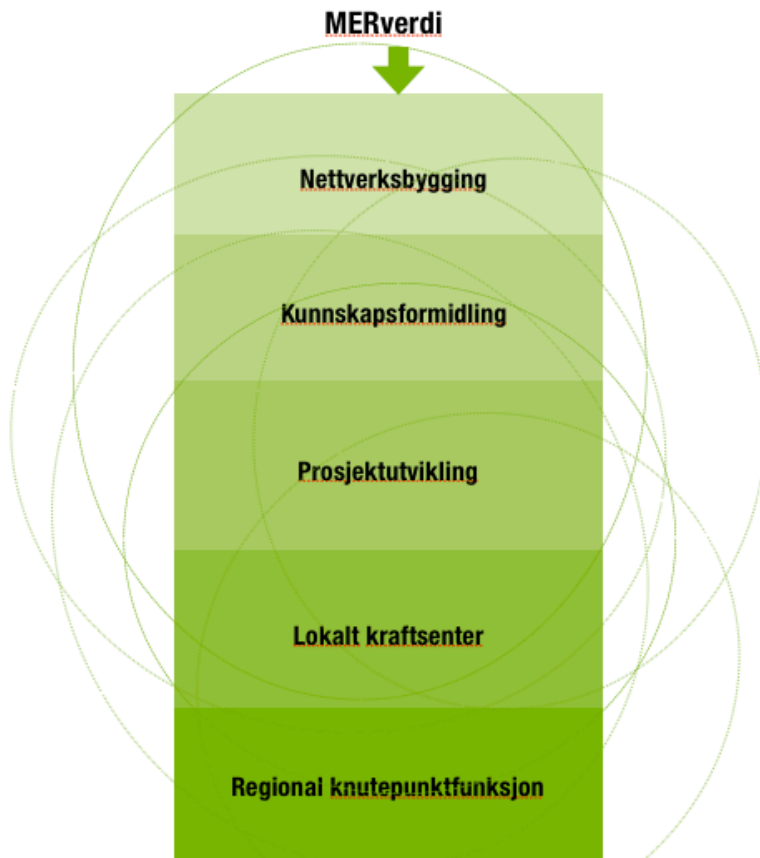 MERverdi
Nettverksbygging
Kunnskapsformidling
Prosjektutvikling
Lokalt kraftsenter
Regional knutepunktfunksjon